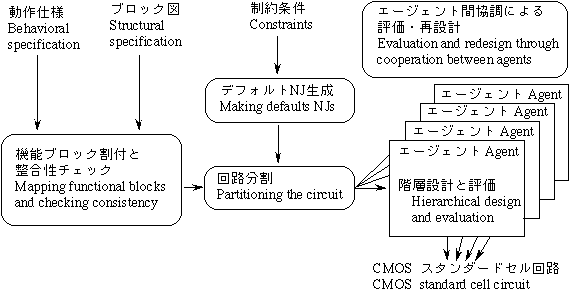 動作仕様
Behavioral
specification
ブロック図
Structural
specification
制約条件
Constraints
エージェント間協調による
評価・再設計
Evaluation and redesign through
cooperation between agents
デフォルトNJ生成
Making defaults NJs
機能ブロック割付と
整合性チェック
Mapping functional blocks
and checking consistency
回路分割
Partitioning the circuit
エージェント Agent
エージェント Agent
エージェント Agent
エージェント Agent
階層設計と評価
Hierarchical design
and evaluation
CMOS スタンダードセル回路
CMOS standard cell circuit